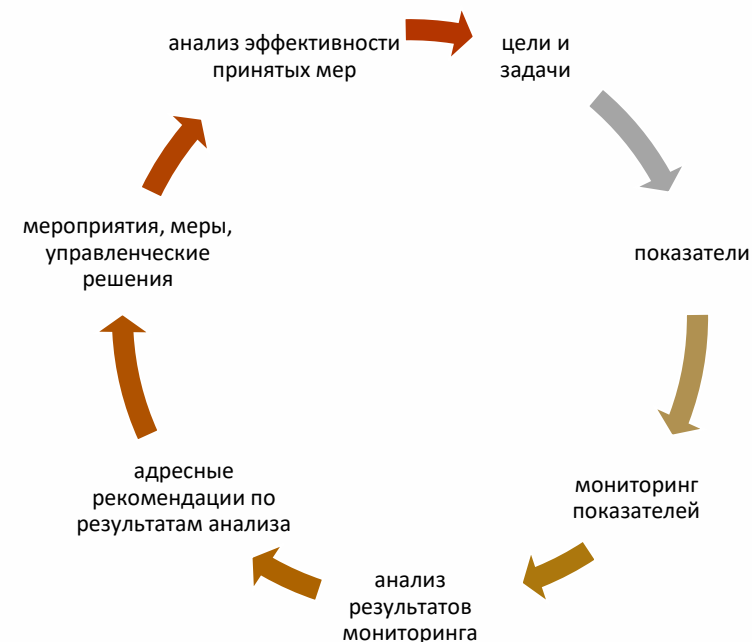 анализ эффективности
принятых мер
цели и
задачи
показатели
мониторинг
показателей
анализ
результатов
мониторинга
адресные
рекомендации по
результатам анализа
мероприятия, меры,
управленческие
решения